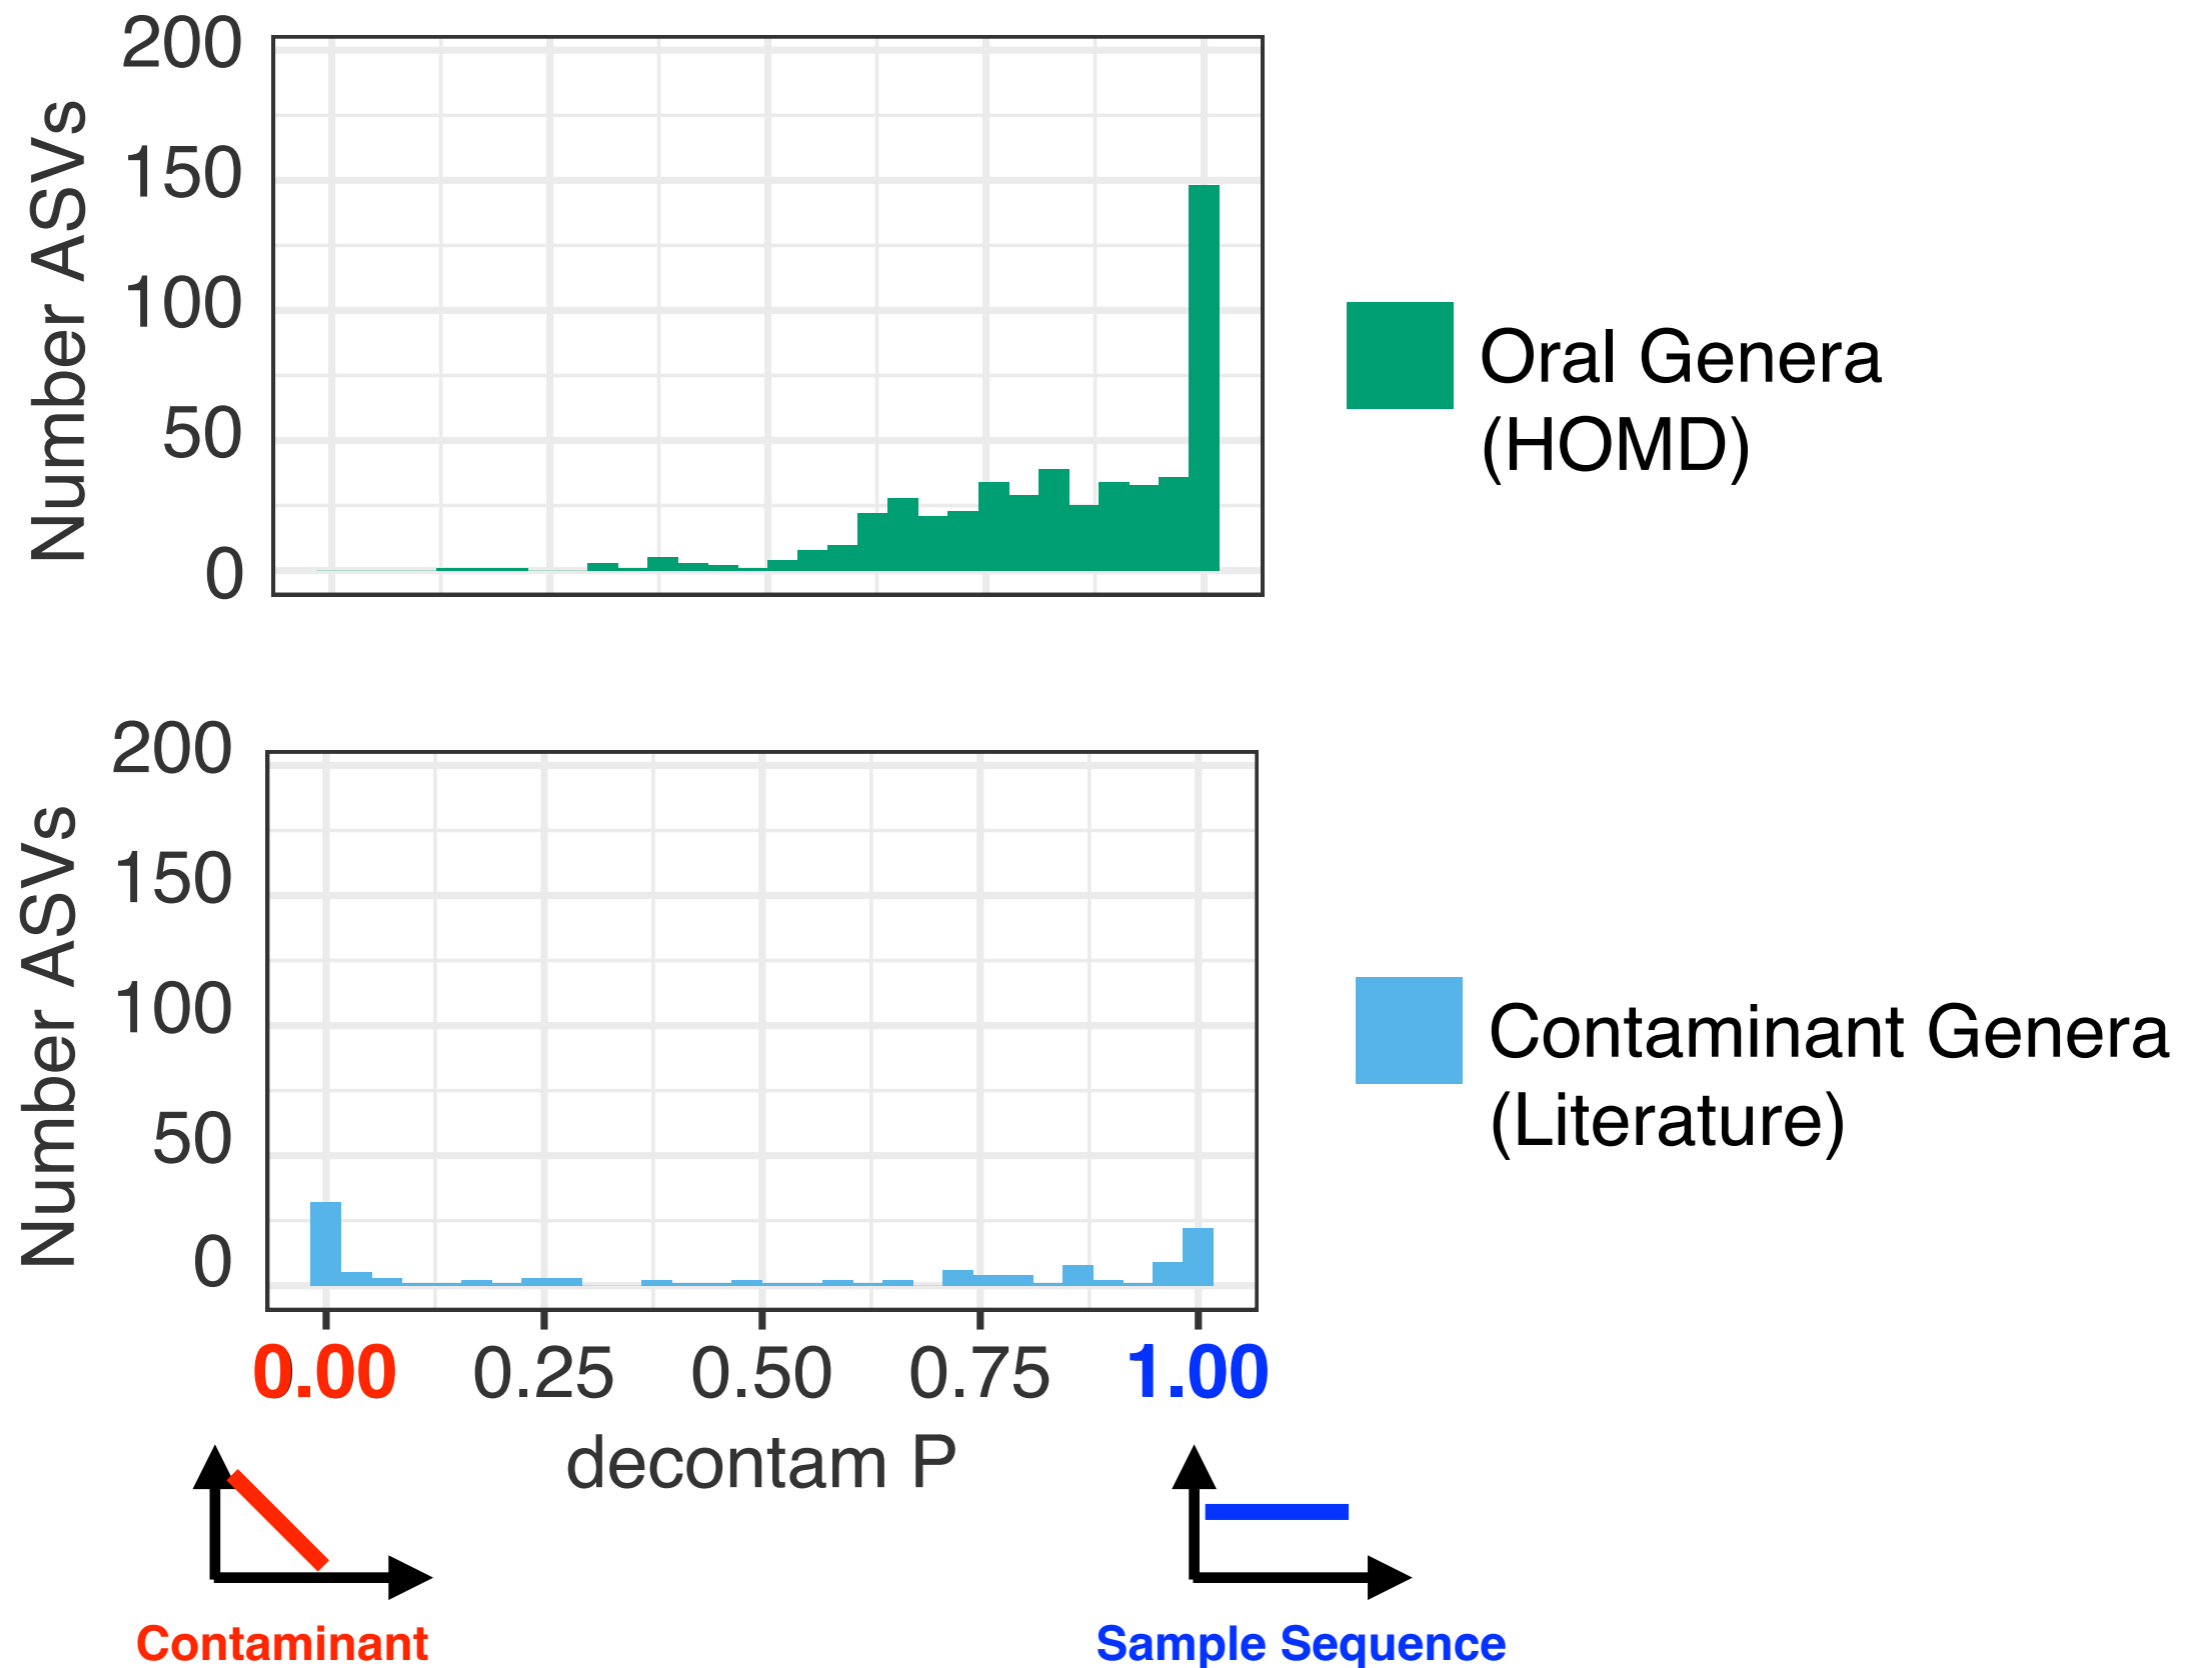 200
150
100
50
0
Number ASVs
Oral Genera
(HOMD)
200
150
100
50
0
Number ASVs
Contaminant Genera
(Literature)
0.00 0.25 0.50 0.75 1.00
decontam P
Contaminant
Sample Sequence